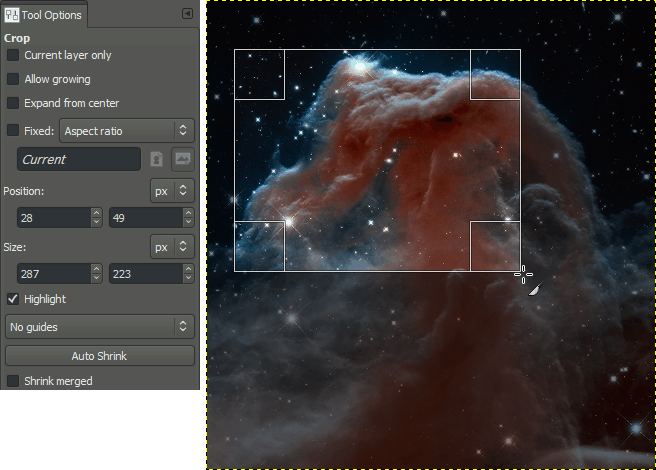 Tool Options
Crop
Current layer only
Allow growing
Expand from center
Fixed: Aspect ratio
Current
Position: px
28 49
Size: px
287 223
Highlight
No guides
Auto Shrink
Shrink merged